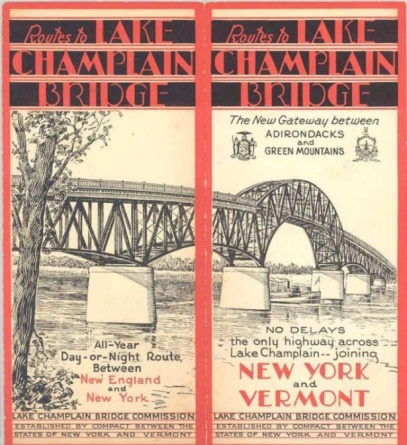 Routes to LAKE
CHAMPLAIN
BRIDGE
All-Year
Day-or-Night Route,
Between
New England
and
New York
LAKE CHAMPLAIN BRIDGE COMMISSION
ESTABLISHED BY COMPACT BETWEEN THE
STATES OF NEW YORK AND VERMONT
Routes to LAKE
CHAMPLAIN
BRIDGE
The New Gateway between
ADIRONDACKS
and
GREEN MOUNTAINS
NO DELAYS
the only highway across
Lake Champlain--joining
NEW YORK
and
VERMONT
LAKE CHAMPLAIN BRIDGE COMMISSION
ESTABLISHED BY COMPACT BETWEEN THE
STATES OF NEW YORK AND VERMONT